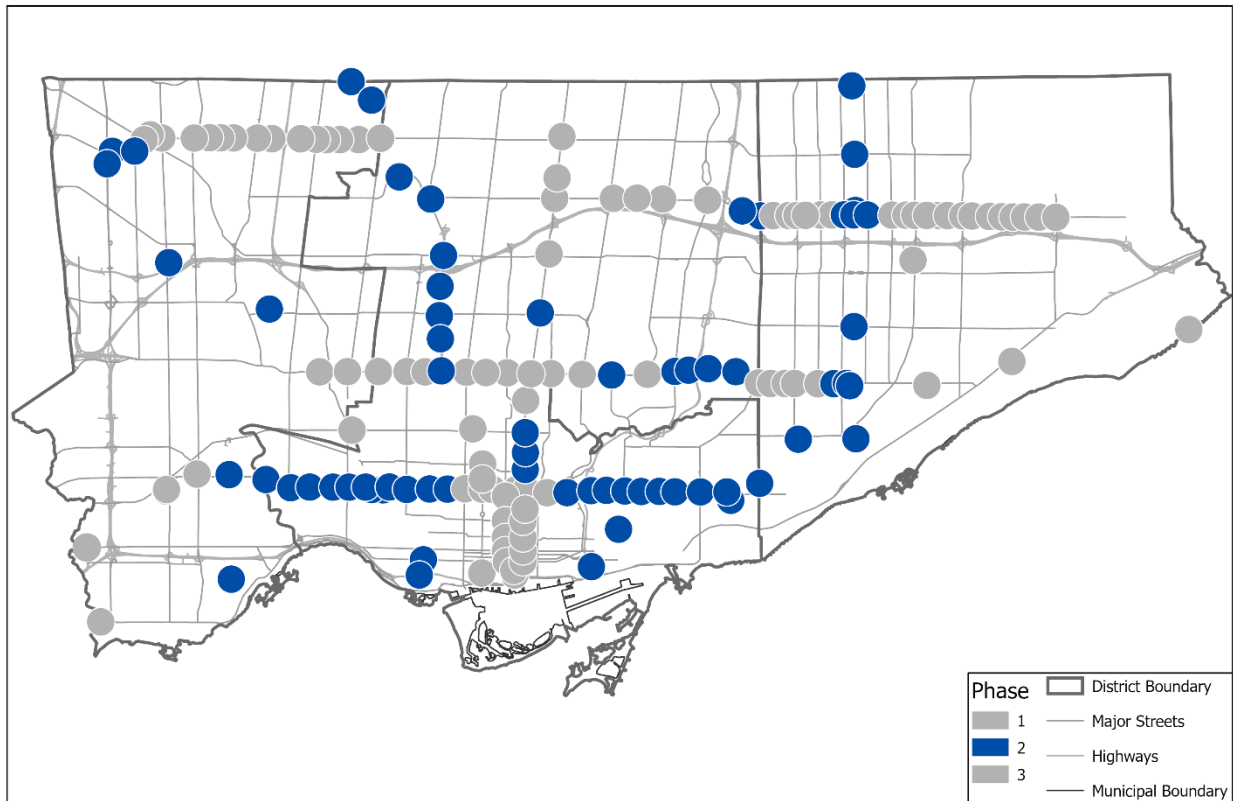 Phase
1
2
3
District Boundary
Major Streets
Highways
Municipal Boundary